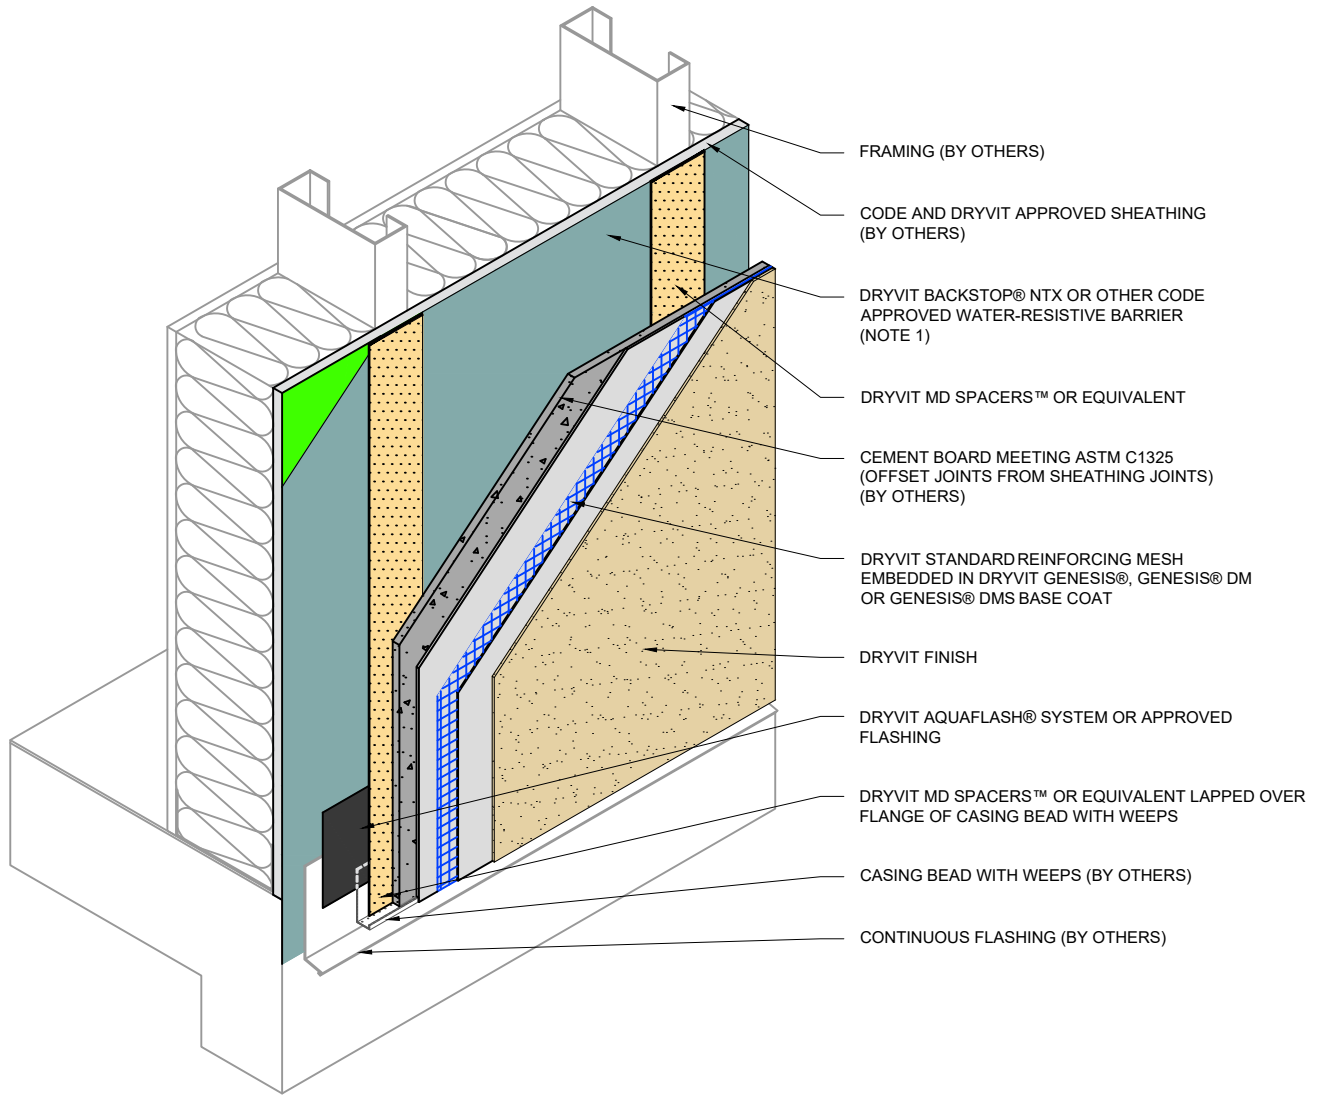 FRAMING (BY OTHERS)
CODE AND DRYVIT APPROVED SHEATHING
(BY OTHERS)
DRYVIT BACKSTOP® NTX OR OTHER CODE
APPROVED WATER-RESISTIVE BARRIER
(NOTE 1)
DRYVIT MD SPACERS™ OR EQUIVALENT
CEMENT BOARD MEETING ASTM C1325
(OFFSET JOINTS FROM SHEATHING JOINTS)
(BY OTHERS)
DRYVIT STANDARD REINFORCING MESH
EMBEDDED IN DRYVIT GENESIS®, GENESIS® DM
OR GENESIS® DMS BASE COAT
DRYVIT FINISH
DRYVIT AQUAFLASH® SYSTEM OR APPROVED
FLASHING
DRYVIT MD SPACERS™ OR EQUIVALENT LAPPED OVER
FLANGE OF CASING BEAD WITH WEEPS
CASING BEAD WITH WEEPS (BY OTHERS)
CONTINUOUS FLASHING (BY OTHERS)